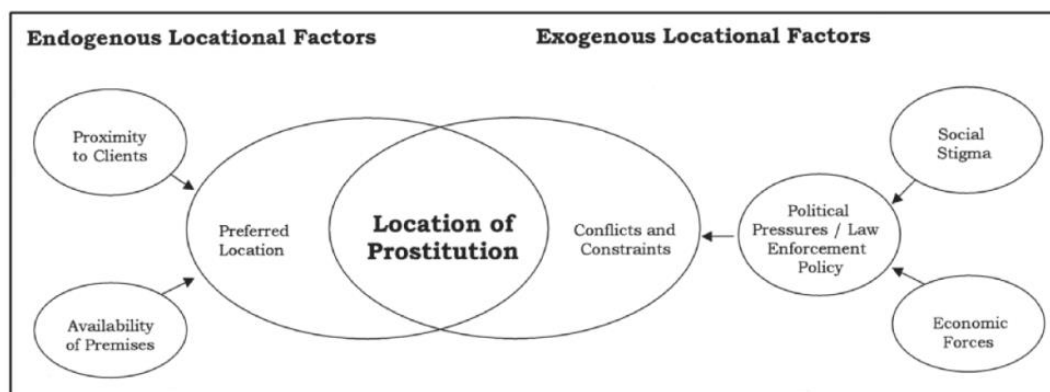 Endogenous Locational Factors
Exogenous Locational Factors
Proximity
to Clients
Availability
of Premises
Preferred
Location
Location of
Prostitution
Conflicts and
Constraints
Political
Pressures / Law
Enforcement
Policy
Social
Stigma
Economic
Forces